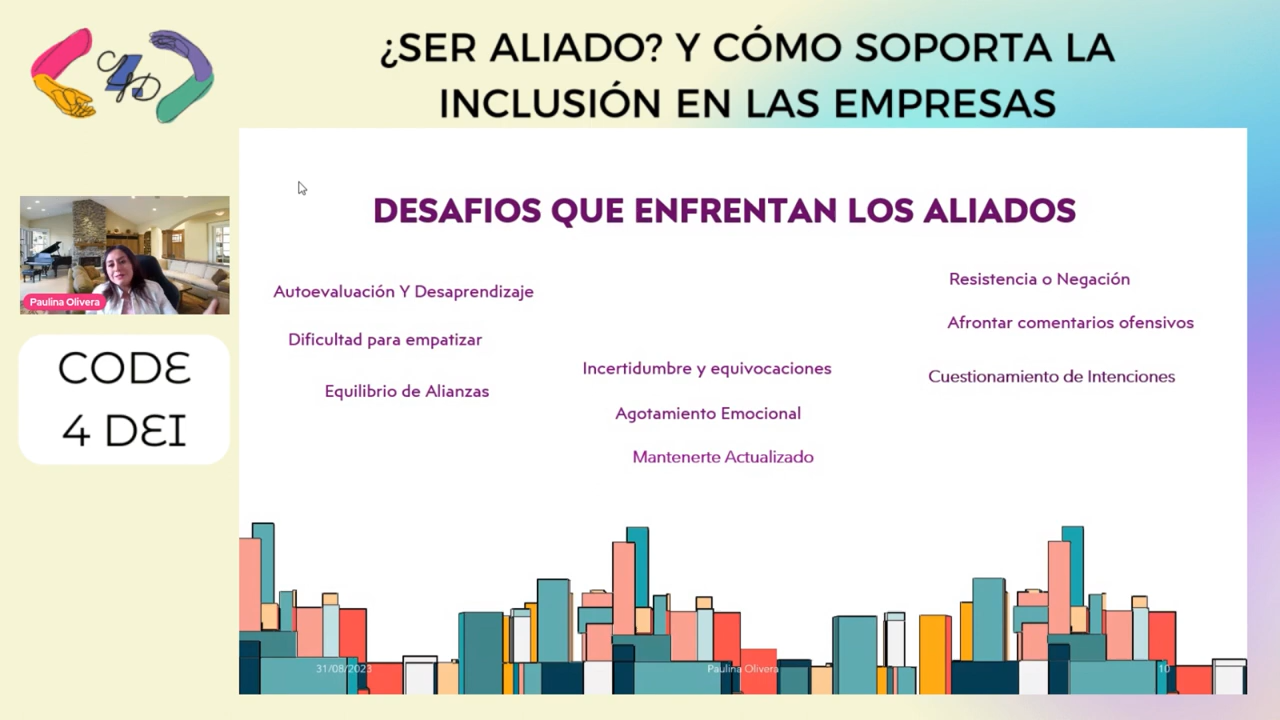 ¿SER ALIADO? Y CÓMO SOPORTA LA
INCLUSIÓN EN LAS EMPRESAS
Paulina Olivera
CODE
4 DEI
DESAFIOS QUE ENFRENTAN LOS ALIADOS
Autoevaluación Y Desaprendizaje
Dificultad para empatizar
Equilibrio de Alianzas
Incertidumbre y equivocaciones
Agotamiento Emocional
Mantenerte Actualizado
Resistencia o Negación
Afrontar comentarios ofensivos
Cuestionamiento de Intenciones
31/08/2023
Paulina Olivera
10